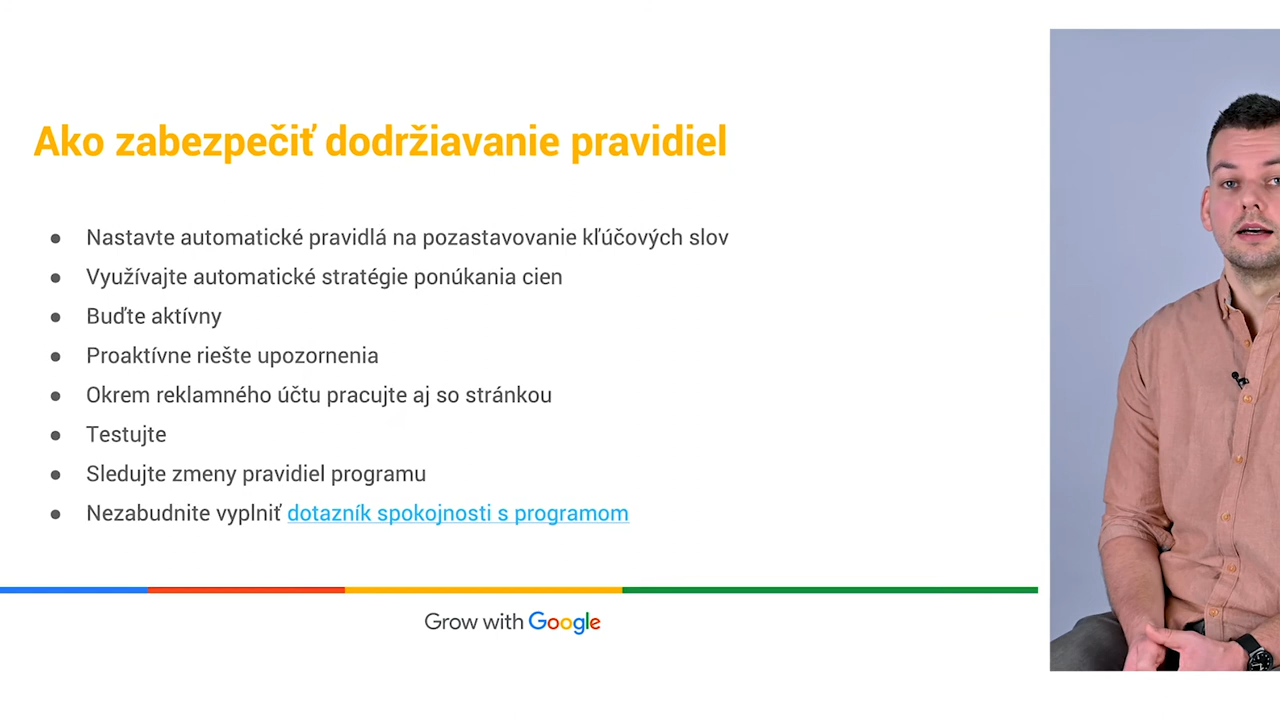 Ako zabezpečiť dodržiavanie pravidiel
● Nastavte automatické pravidlá na pozastavovanie kľúčových slov
● Využívajte automatické stratégie ponúkania cien
● Buďte aktívny
● Proaktívne riešte upozornenia
● Okrem reklamného účtu pracujte aj so stránkou
● Testujte
● Sledujte zmeny pravidiel programu
● Nezabudnite vyplniť dotazník spokojnosti s programom
Grow with Google